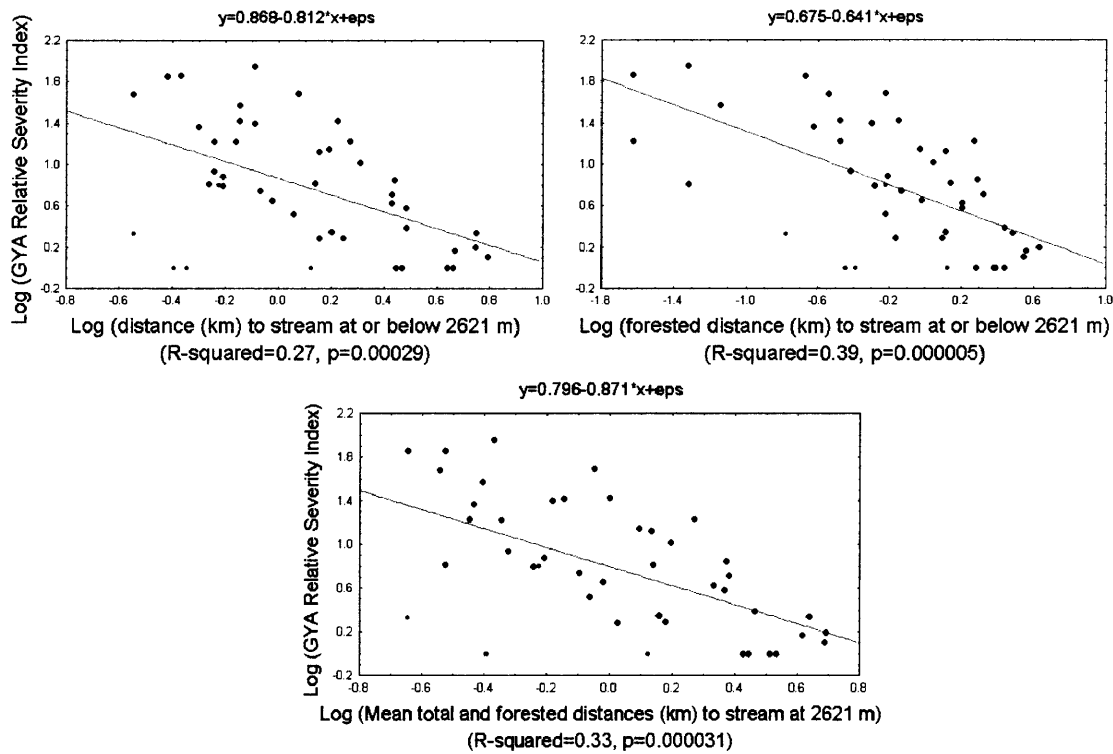 y=0.868-0.812*x+eps
Log (GYA Relative Severity Index)
2.2
1.8
1.4
1.0
0.6
0.2
-0.2
-0.8 -0.6 -0.4 -0.2 0.0 0.2 0.4 0.6 0.8 1.0
Log (distance (km) to stream at or below 2621 m)
(R-squared=0.27, p=0.00029)
y=0.675-0.641*x+eps
2.2
1.8
1.4
1.0
0.6
0.2
-0.2
-1.8 -1.4 -1.0 -0.6 -0.2 0.2 0.6 1.0
Log (forested distance (km) to stream at or below 2621 m)
(R-squared=0.39, p=0.000005)
y=0.796-0.871*x+eps
Log (GYA Relative Severity Index)
2.2
1.8
1.4
1.0
0.6
0.2
-0.2
-0.8 -0.6 -0.4 -0.2 0.0 0.2 0.4 0.6 0.8
Log (Mean total and forested distances (km) to stream at 2621 m)
(R-squared=0.33, p=0.000031)